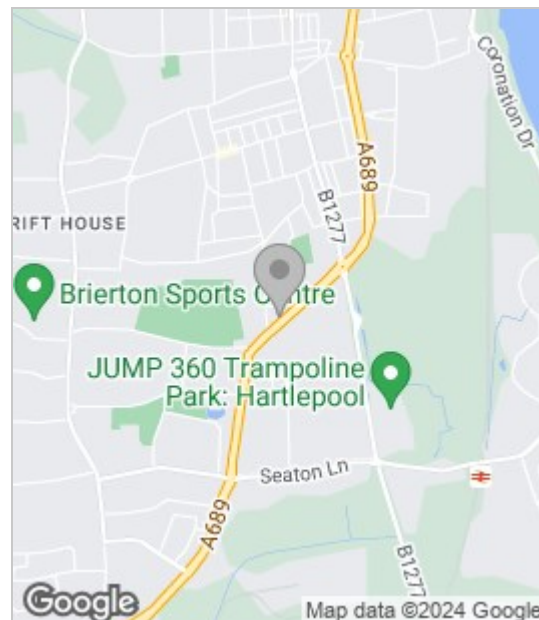 Coronation Dr
A689
B1277
RIFT HOUSE
Brierton Sports Centre
JUMP 360 Trampoline
Park: Hartlepool
Seaton Ln
A689
B1277
Google
Map data ©2024 Google